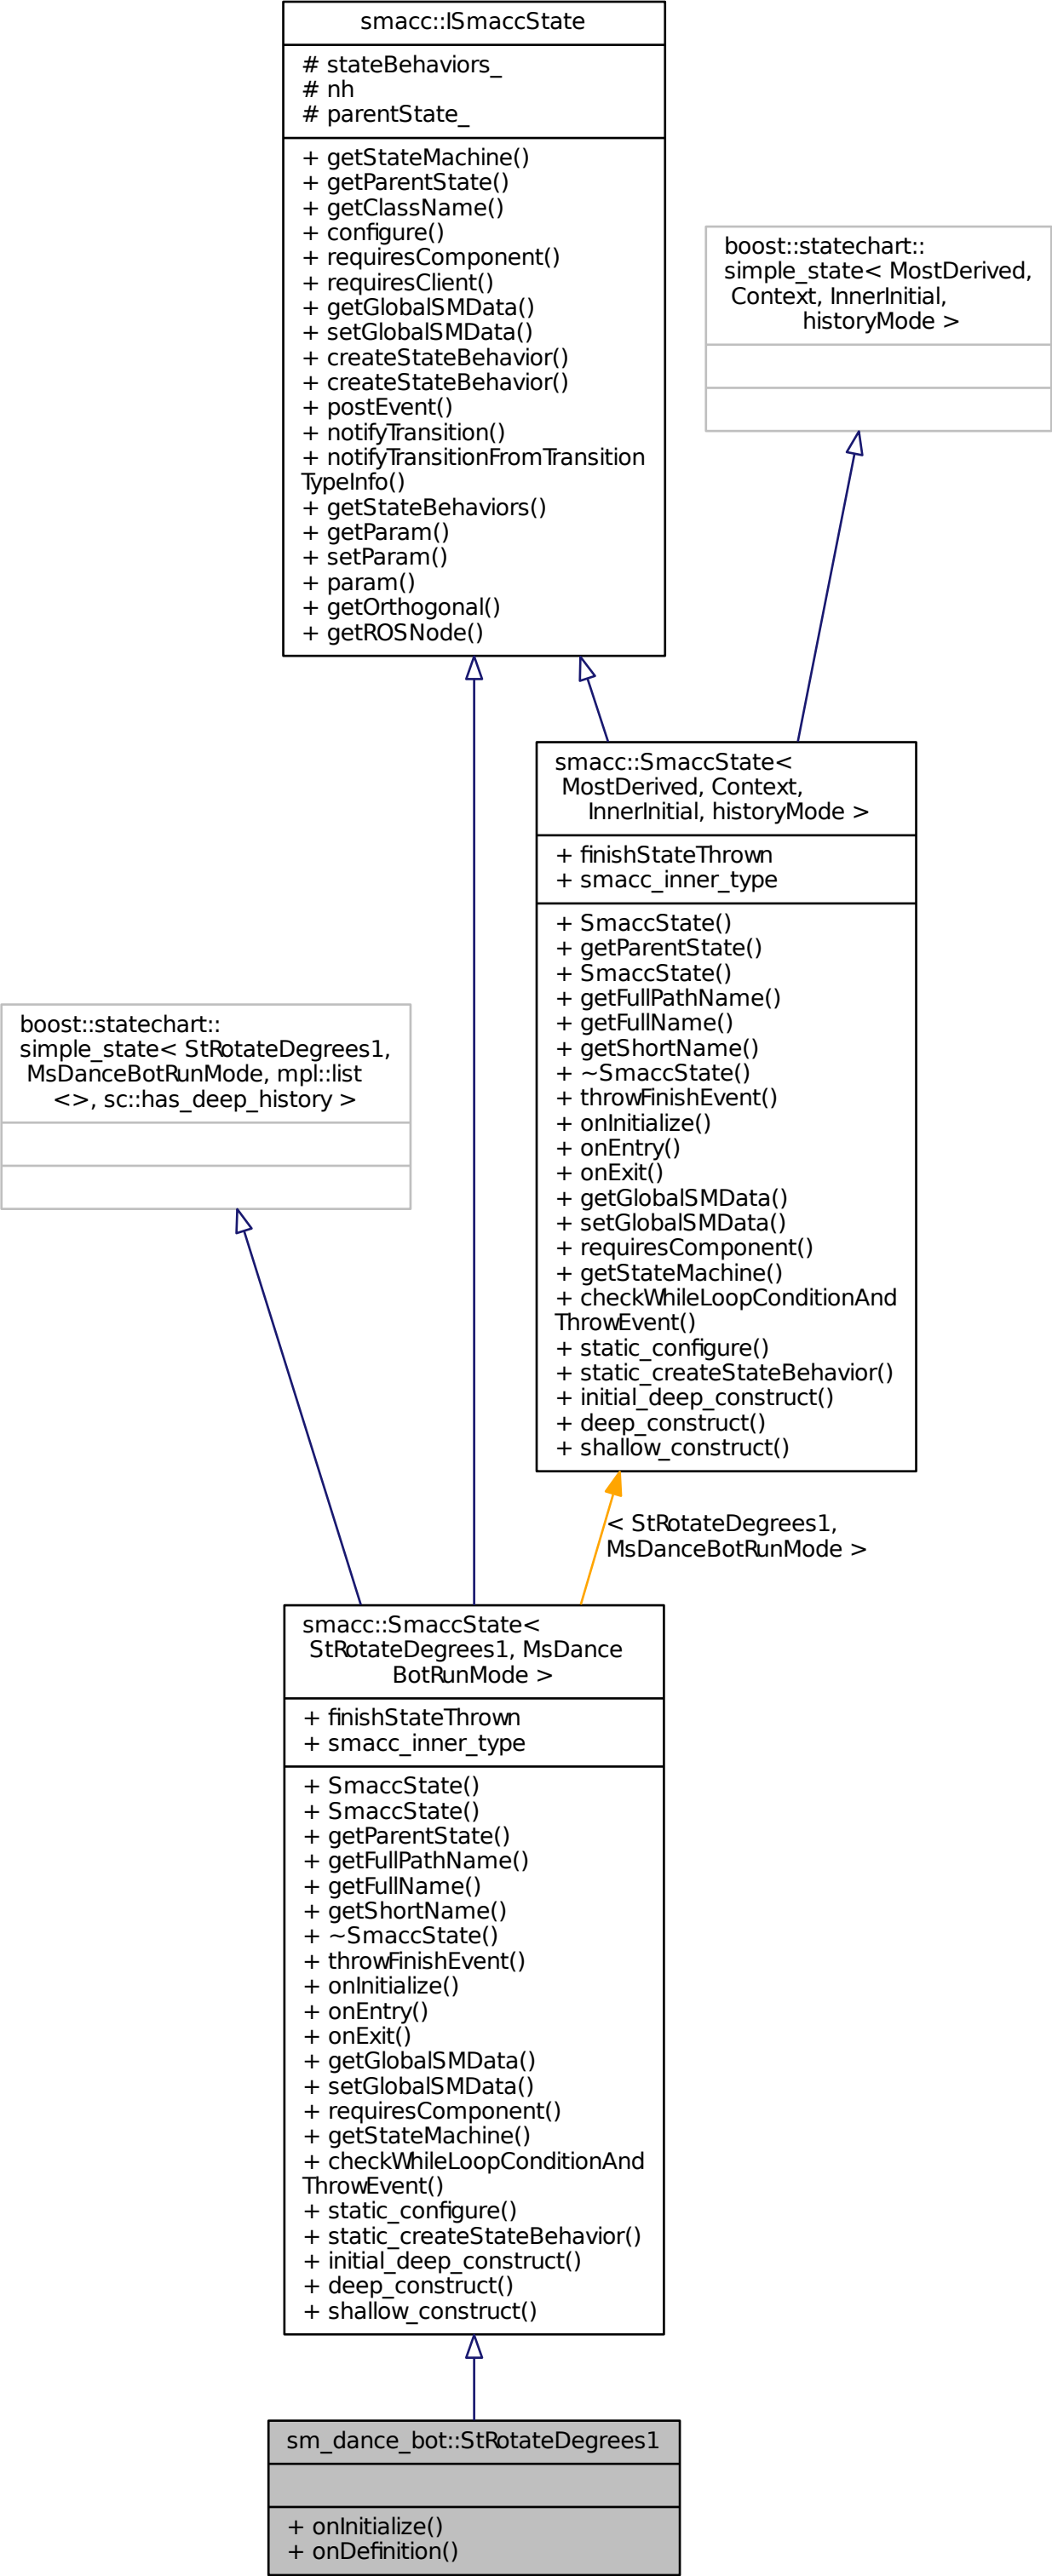 smacc::ISmaccState
# stateBehaviors_
# nh
# parentState_
+ getStateMachine()
+ getParentState()
+ getClassName()
+ configure()
+ requiresComponent()
+ requiresClient()
+ getGlobalSMData()
+ setGlobalSMData()
+ createStateBehavior()
+ createStateBehavior()
+ postEvent()
+ notifyTransition()
+ notifyTransitionFromTransition
TypeInfo()
+ getStateBehaviors()
+ getParam()
+ setParam()
+ param()
+ getOrthogonal()
+ getROSNode()
boost::statechart::
simple_state< MostDerived,
Context, InnerInitial,
historyMode >
smacc::SmaccState<
MostDerived, Context,
InnerInitial, historyMode >
+ finishStateThrown
+ smacc_inner_type
+ SmaccState()
+ getParentState()
+ SmaccState()
+ getFullPathName()
+ getFullName()
+ getShortName()
+ ~SmaccState()
+ throwFinishEvent()
+ onInitialize()
+ onEntry()
+ onExit()
+ getGlobalSMData()
+ setGlobalSMData()
+ requiresComponent()
+ getStateMachine()
+ checkWhileLoopConditionAnd
ThrowEvent()
+ static_configure()
+ static_createStateBehavior()
+ initial_deep_construct()
+ deep_construct()
+ shallow_construct()
boost::statechart::
simple_state< StRotateDegrees1,
MsDanceBotRunMode, mpl::list
<>, sc::has_deep_history >
< StRotateDegrees1,
MsDanceBotRunMode >
smacc::SmaccState<
StRotateDegrees1, MsDance
BotRunMode >
+ finishStateThrown
+ smacc_inner_type
+ SmaccState()
+ SmaccState()
+ getParentState()
+ getFullPathName()
+ getFullName()
+ getShortName()
+ ~SmaccState()
+ throwFinishEvent()
+ onInitialize()
+ onEntry()
+ onExit()
+ getGlobalSMData()
+ setGlobalSMData()
+ requiresComponent()
+ getStateMachine()
+ checkWhileLoopConditionAnd
ThrowEvent()
+ static_configure()
+ static_createStateBehavior()
+ initial_deep_construct()
+ deep_construct()
+ shallow_construct()
sm_dance_bot::StRotateDegrees1
+ onInitialize()
+ onDefinition()